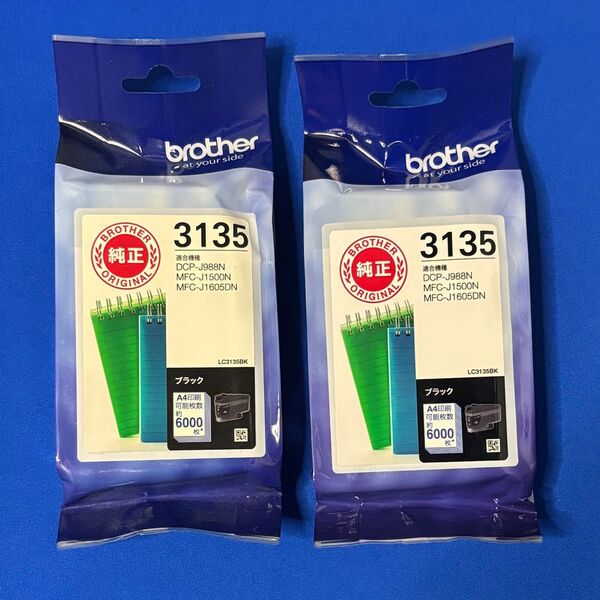 brother
at your side
BROTHER
純正
ORIGINAL
3135
適合機種
DCP-J988N
MFC-J1500N
MFC-J1605DN
LC3135BK
ブラック
A4印刷
可能枚数
約
6000
枚*
brother
at your side
BROTHER
純正
ORIGINAL
3135
適合機種
DCP-J988N
MFC-J1500N
MFC-J1605DN
LC3135BK
ブラック
A4印刷
可能枚数
約
6000
枚*